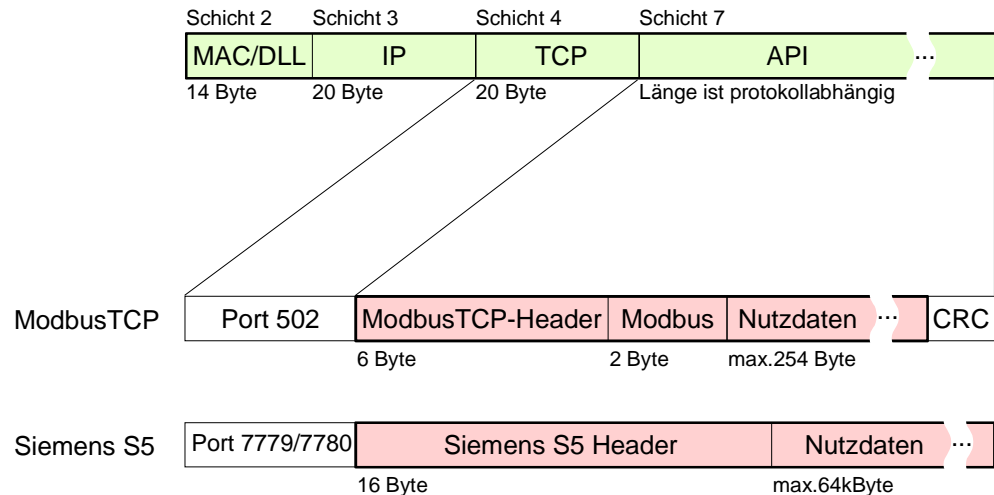 Schicht 2 Schicht 3 Schicht 4 Schicht 7
MAC/DLL IP TCP API ...
14 Byte 20 Byte 20 Byte Länge ist protokollabhängig
ModbusTCP Port 502 ModbusTCP-Header Modbus Nutzdaten ... CRC
6 Byte 2 Byte max.254 Byte
Siemens S5 Port 7779/7780 Siemens S5 Header Nutzdaten ...
16 Byte max.64kByte